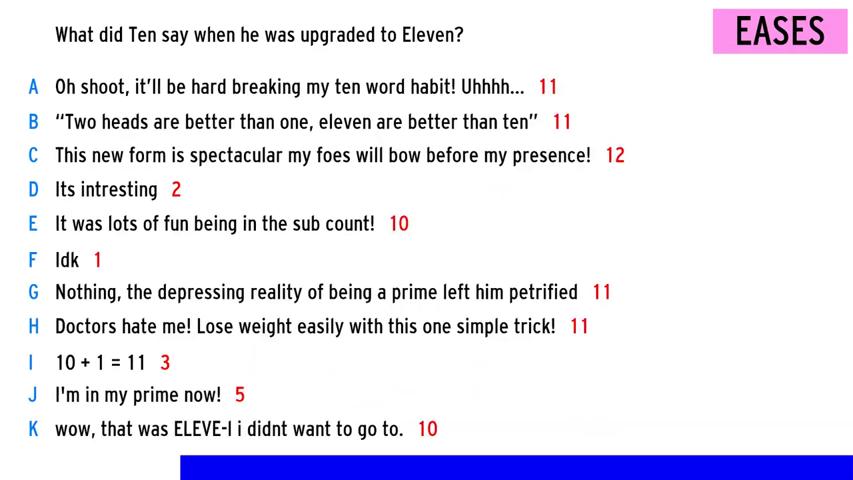 What did Ten say when he was upgraded to Eleven?
EASES
A Oh shoot, it'll be hard breaking my ten word habit! Uhhhh... 11
B “Two heads are better than one, eleven are better than ten” 11
C This new form is spectacular my foes will bow before my presence! 12
D Its intresting 2
E It was lots of fun being in the sub count! 10
F Idk 1
G Nothing, the depressing reality of being a prime left him petrified 11
H Doctors hate me! Lose weight easily with this one simple trick! 11
I 10 + 1 = 11 3
J I'm in my prime now! 5
K wow, that was ELEVE-I i didnt want to go to. 10